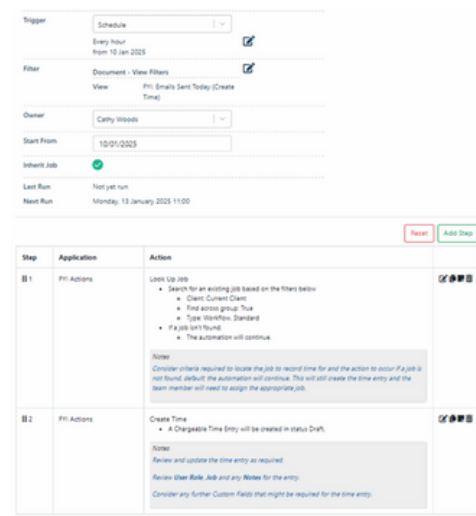 Trigger
Schedule
Every hour
from 10 Jan 2025
Filter
Document - View Filters
View
FYI: Emails Sent Today (Create
Time)
Owner
Cathy Woods
Start From
10/01/2025
Inherit Job
Last Run
Not yet run
Next Run
Monday, 13 January 2025 11:00
Reset
Add Step
Step
Application
Action
1
FYI Actions
Look Up Job
Search for an existing job based on the filters below
Client: Current Client
Find across group: True
Type: Workflow, Standard
If a job isn't found:
The automation will continue.
Notes
Consider criteria required to locate the job to record time for and the action to occur if a job is
not found, default: the automation will continue. This will still create the time entry and the
team member will need to assign the appropriate job.
2
FYI Actions
Create Time
A Chargeable Time Entry will be created in status Draft.
Notes
Review and update the time entry as required.
Review User Role, Job and any Notes for the entry.
Consider any further Custom Fields that might be required for the time entry.